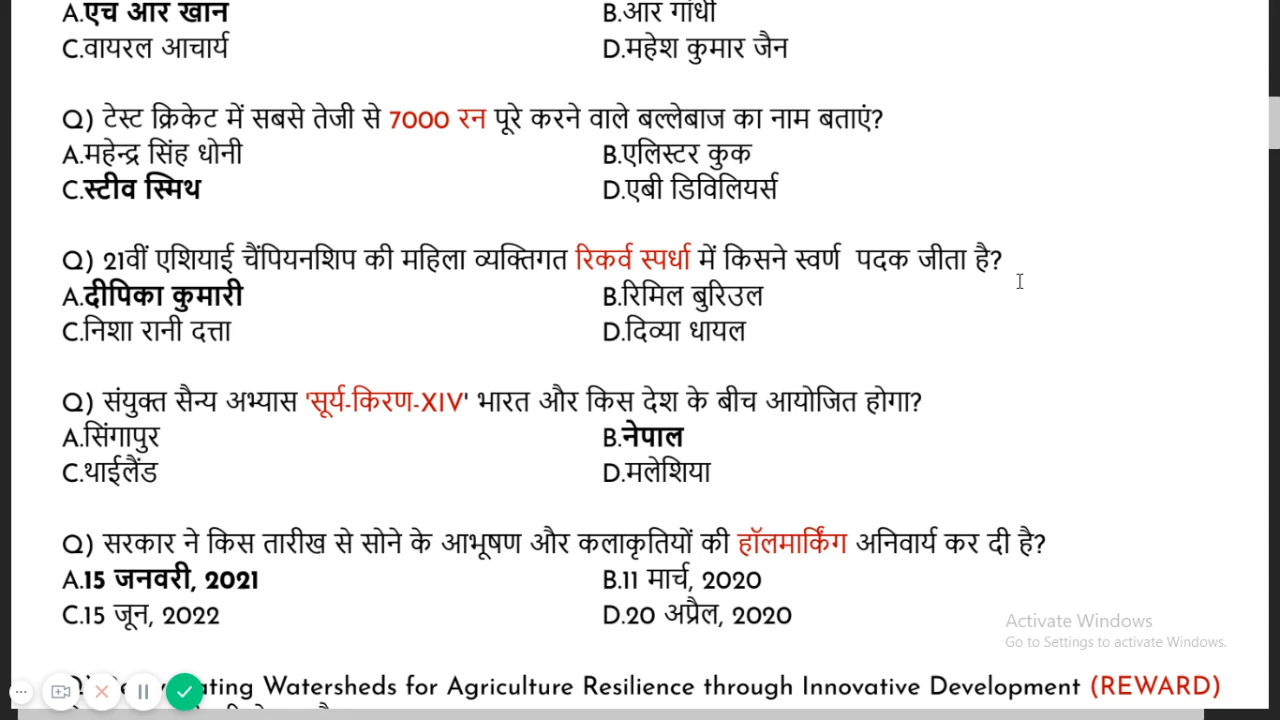 A.एच आर खान B.आर गांधी
C.वायरल आचार्य D.महेश कुमार जैन
Q) टेस्ट क्रिकेट में सबसे तेजी से 7000 रन पूरे करने वाले बल्लेबाज का नाम बताएं?
A.महेन्द्र सिंह धोनी B.एलिस्टर कुक
C.स्टीव स्मिथ D.एबी डिविलियर्स
Q) 21वीं एशियाई चैंपियनशिप की महिला व्यक्तिगत रिकर्व स्पर्धा में किसने स्वर्ण पदक जीता है?
A.दीपिका कुमारी B.रिमिल बुरिउल
C.निशा रानी दत्ता D.दिव्या धायल
Q) संयुक्त सैन्य अभ्यास 'सूर्य-किरण-XIV' भारत और किस देश के बीच आयोजित होगा?
A.सिंगापुर B.नेपाल
C.थाईलैंड D.मलेशिया
Q) सरकार ने किस तारीख से सोने के आभूषण और कलाकृतियों की हॉलमार्किंग अनिवार्य कर दी है?
A.15 जनवरी, 2021 B.11 मार्च, 2020
C.15 जून, 2022 D.20 अप्रैल, 2020
Activate Windows
Go to Settings to activate Windows.
Watersheds for Agriculture Resilience through Innovative Development (REWARD)